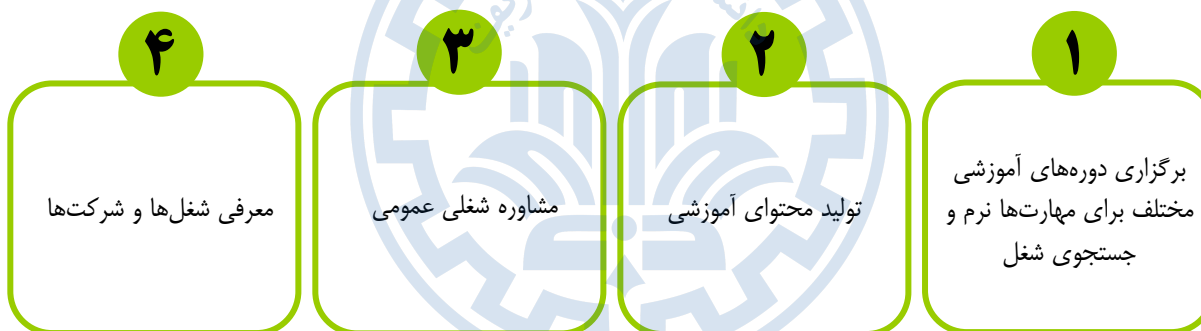 ۱
برگزاری دوره‌های آموزشی
مختلف برای مهارت‌ها نرم و
جستجوی شغل
۲
تولید محتوای آموزشی
۳
مشاوره شغلی عمومی
۴
معرفی شغل‌ها و شرکت‌ها